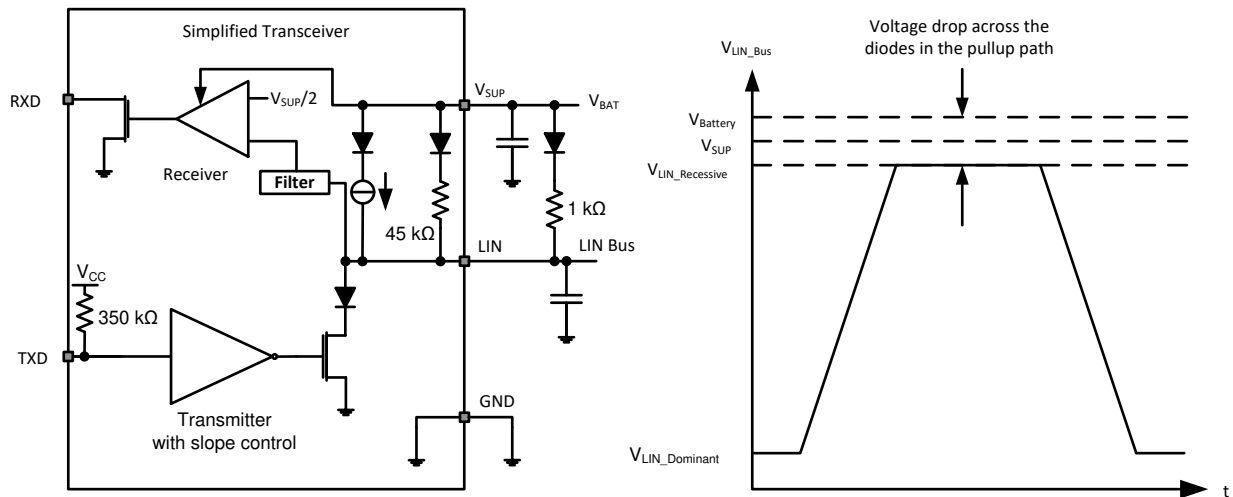 Simplified Transceiver
RXD
VSUP/2
VSUP
VBAT
Receiver
Filter
45 kΩ
1 kΩ
LIN
LIN Bus
VCC
350 kΩ
TXD
Transmitter
with slope control
GND
VLIN_Bus
Voltage drop across the
diodes in the pullup path
VBattery
VSUP
VLIN_Recessive
VLIN_Dominant
t